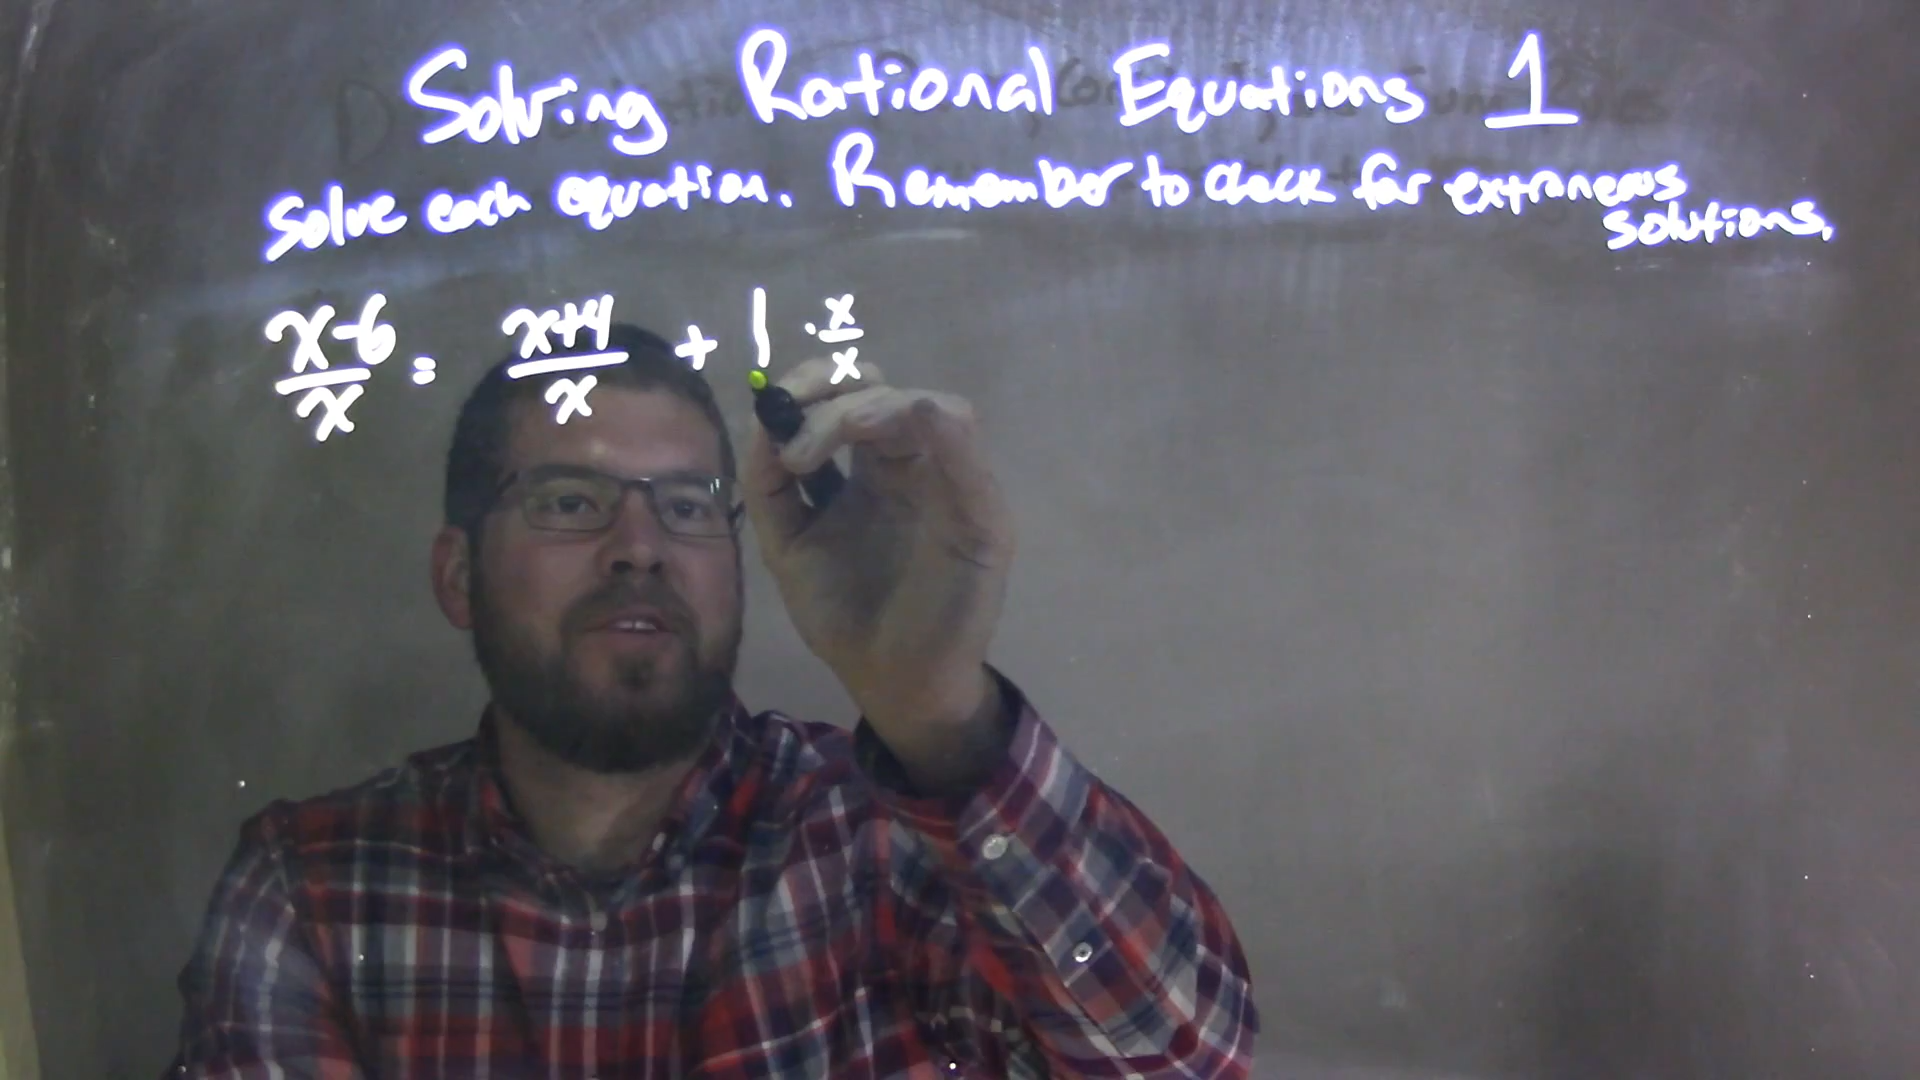 Solving Rational Equations 1
Solve each equation. Remember to check for extraneous
solutions.
x-6/x = x+4/x + 1 · x/x